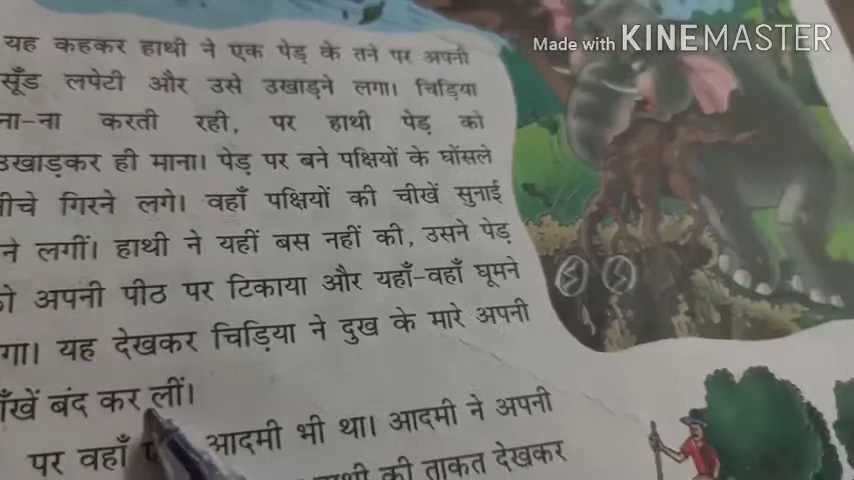 Made with KINEMASTER
यह कहकर हाथी ने एक पेड़ के तने पर अपनी
सूँड लपेटी और उसे उखाड़ने लगा। चिड़िया
ना-ना करती रही, पर हाथी पेड़ को
उखाड़कर ही माना। पेड़ पर बने पक्षियों के घोंसले
नीचे गिरने लगे। वहाँ पक्षियों की चीखें सुनाई
ने लगीं। हाथी ने यहीं बस नहीं की, उसने पेड़
को अपनी पीठ पर टिकाया और यहाँ-वहाँ घूमने
गा। यह देखकर चिड़िया ने दुख के मारे अपनी
आँखें बंद कर लीं।
पर वहाँ आदमी भी था। आदमी ने अपनी
हाथी की ताकत देखकर